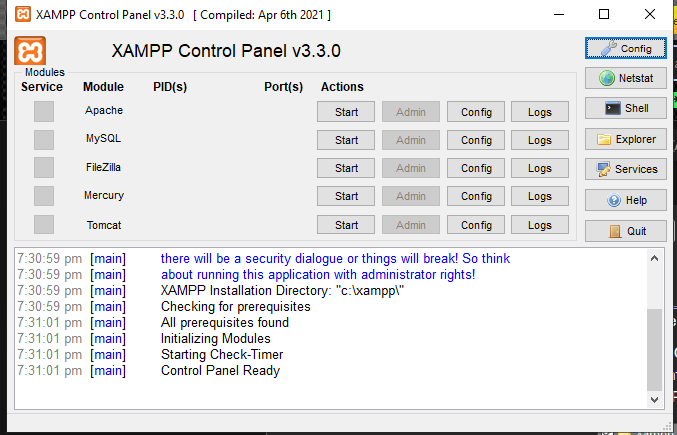 XAMPP Control Panel v3.3.0 [ Compiled: Apr 6th 2021 ]
XAMPP Control Panel v3.3.0
Config
Modules
Service Module PID(s) Port(s) Actions
Netstat
Apache Start Admin Config Logs
Shell
MySQL Start Admin Config Logs
Explorer
FileZilla Start Admin Config Logs
Services
Mercury Start Admin Config Logs
Help
Tomcat Start Admin Config Logs
Quit
7:30:59 pm [main] there will be a security dialogue or things will break! So think
7:30:59 pm [main] about running this application with administrator rights!
7:30:59 pm [main] XAMPP Installation Directory: "c:\xampp\"
7:30:59 pm [main] Checking for prerequisites
7:31:01 pm [main] All prerequisites found
7:31:01 pm [main] Initializing Modules
7:31:01 pm [main] Starting Check-Timer
7:31:01 pm [main] Control Panel Ready